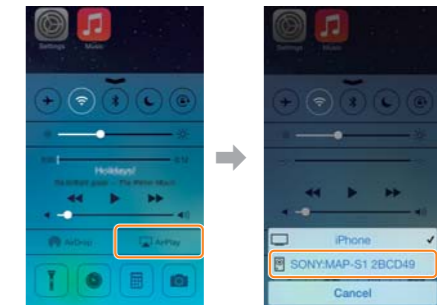 Settings Music
Holidays!
AirDrop AirPlay
Settings Music
iPhone
SONY:MAP-S1 2BCD49
Cancel